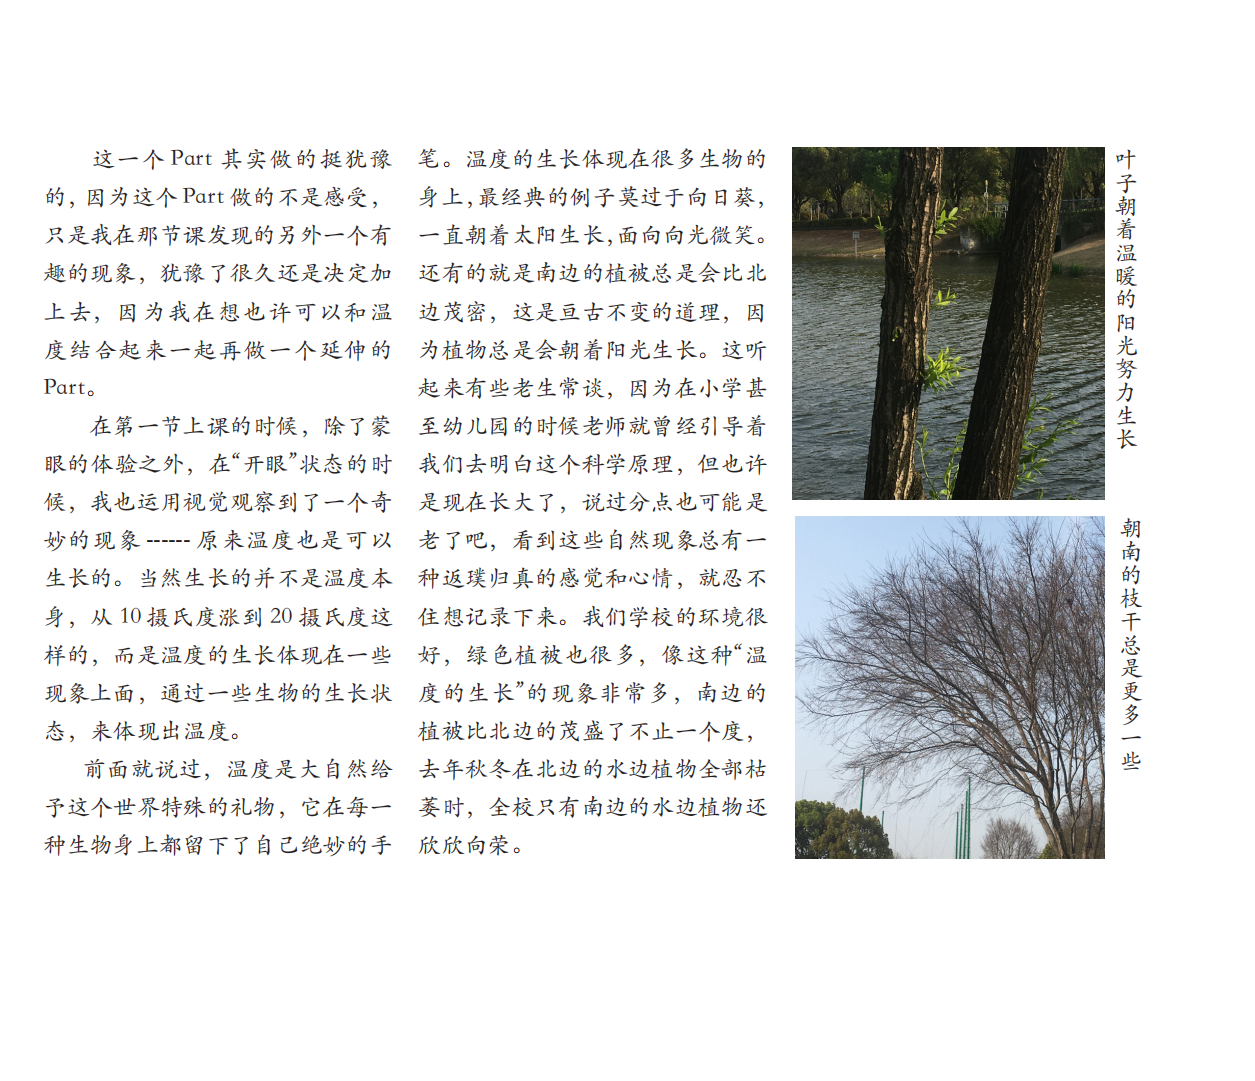 这一个 Part 其实做的挺犹豫
的，因为这个 Part 做的不是感受，
只是我在那节课发现的另外一个有
趣的现象，犹豫了很久还是决定加
上去，因为我在想也许可以和温
度结合起来一起再做一个延伸的
Part。
在第一节上课的时候，除了蒙
眼的体验之外，在“开眼”状态的时
候，我也运用视觉观察到了一个奇
妙的现象 ------ 原来温度也是可以
生长的。当然生长的并不是温度本
身，从 10 摄氏度涨到 20 摄氏度这
样的，而是温度的生长体现在一些
现象上面，通过一些生物的生长状
态，来体现出温度。
前面就说过，温度是大自然给
予这个世界特殊的礼物，它在每一
种生物身上都留下了自己绝妙的手
笔。温度的生长体现在很多生物的
身上，最经典的例子莫过于向日葵，
一直朝着太阳生长，面向向光微笑。
还有的就是南边的植被总是会比北
边茂密，这是亘古不变的道理，因
为植物总是会朝着阳光生长。这听
起来有些老生常谈，因为在小学甚
至幼儿园的时候老师就曾经引导着
我们去明白这个科学原理，但也许
是现在长大了，说过分点也可能是
老了吧，看到这些自然现象总有一
种返璞归真的感觉和心情，就忍不
住想记录下来。我们学校的环境很
好，绿色植被也很多，像这种“温
度的生长”的现象非常多，南边的
植被比北边的茂盛了不止一个度，
去年秋冬在北边的水边植物全部枯
萎时，全校只有南边的水边植物还
欣欣向荣。
叶子朝着温暖的阳光努力生长
朝南的枝干总是更多一些